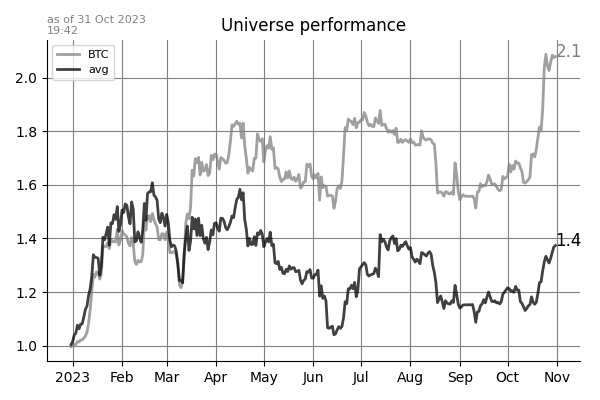 as of 31 Oct 2023
19:42
Universe performance
BTC
avg
2.1
1.4
2.0
1.8
1.6
1.4
1.2
1.0
2023 Feb Mar Apr May Jun Jul Aug Sep Oct Nov